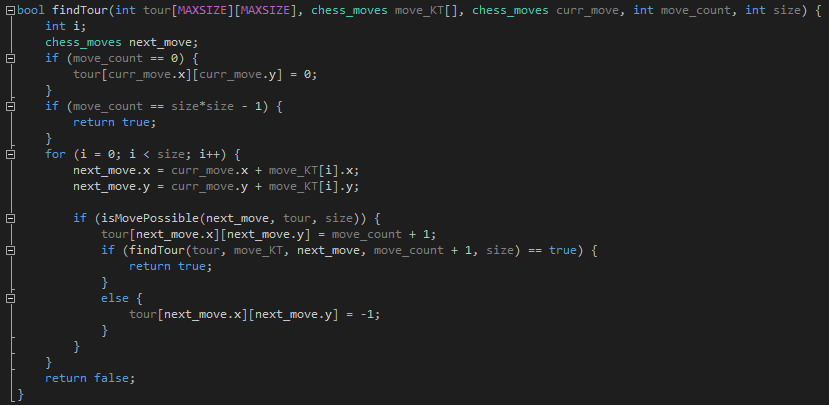 bool findTour(int tour[MAXSIZE][MAXSIZE], chess_moves move_KT[], chess_moves curr_move, int move_count, int size) {
    int i;
    chess_moves next_move;
    if (move_count == 0) {
        tour[curr_move.x][curr_move.y] = 0;
    }
    if (move_count == size*size - 1) {
        return true;
    }
    for (i = 0; i < size; i++) {
        next_move.x = curr_move.x + move_KT[i].x;
        next_move.y = curr_move.y + move_KT[i].y;

        if (isMovePossible(next_move, tour, size)) {
            tour[next_move.x][next_move.y] = move_count + 1;
            if (findTour(tour, move_KT, next_move, move_count + 1, size) == true) {
                return true;
            }
            else {
                tour[next_move.x][next_move.y] = -1;
            }
        }
    }
    return false;
}